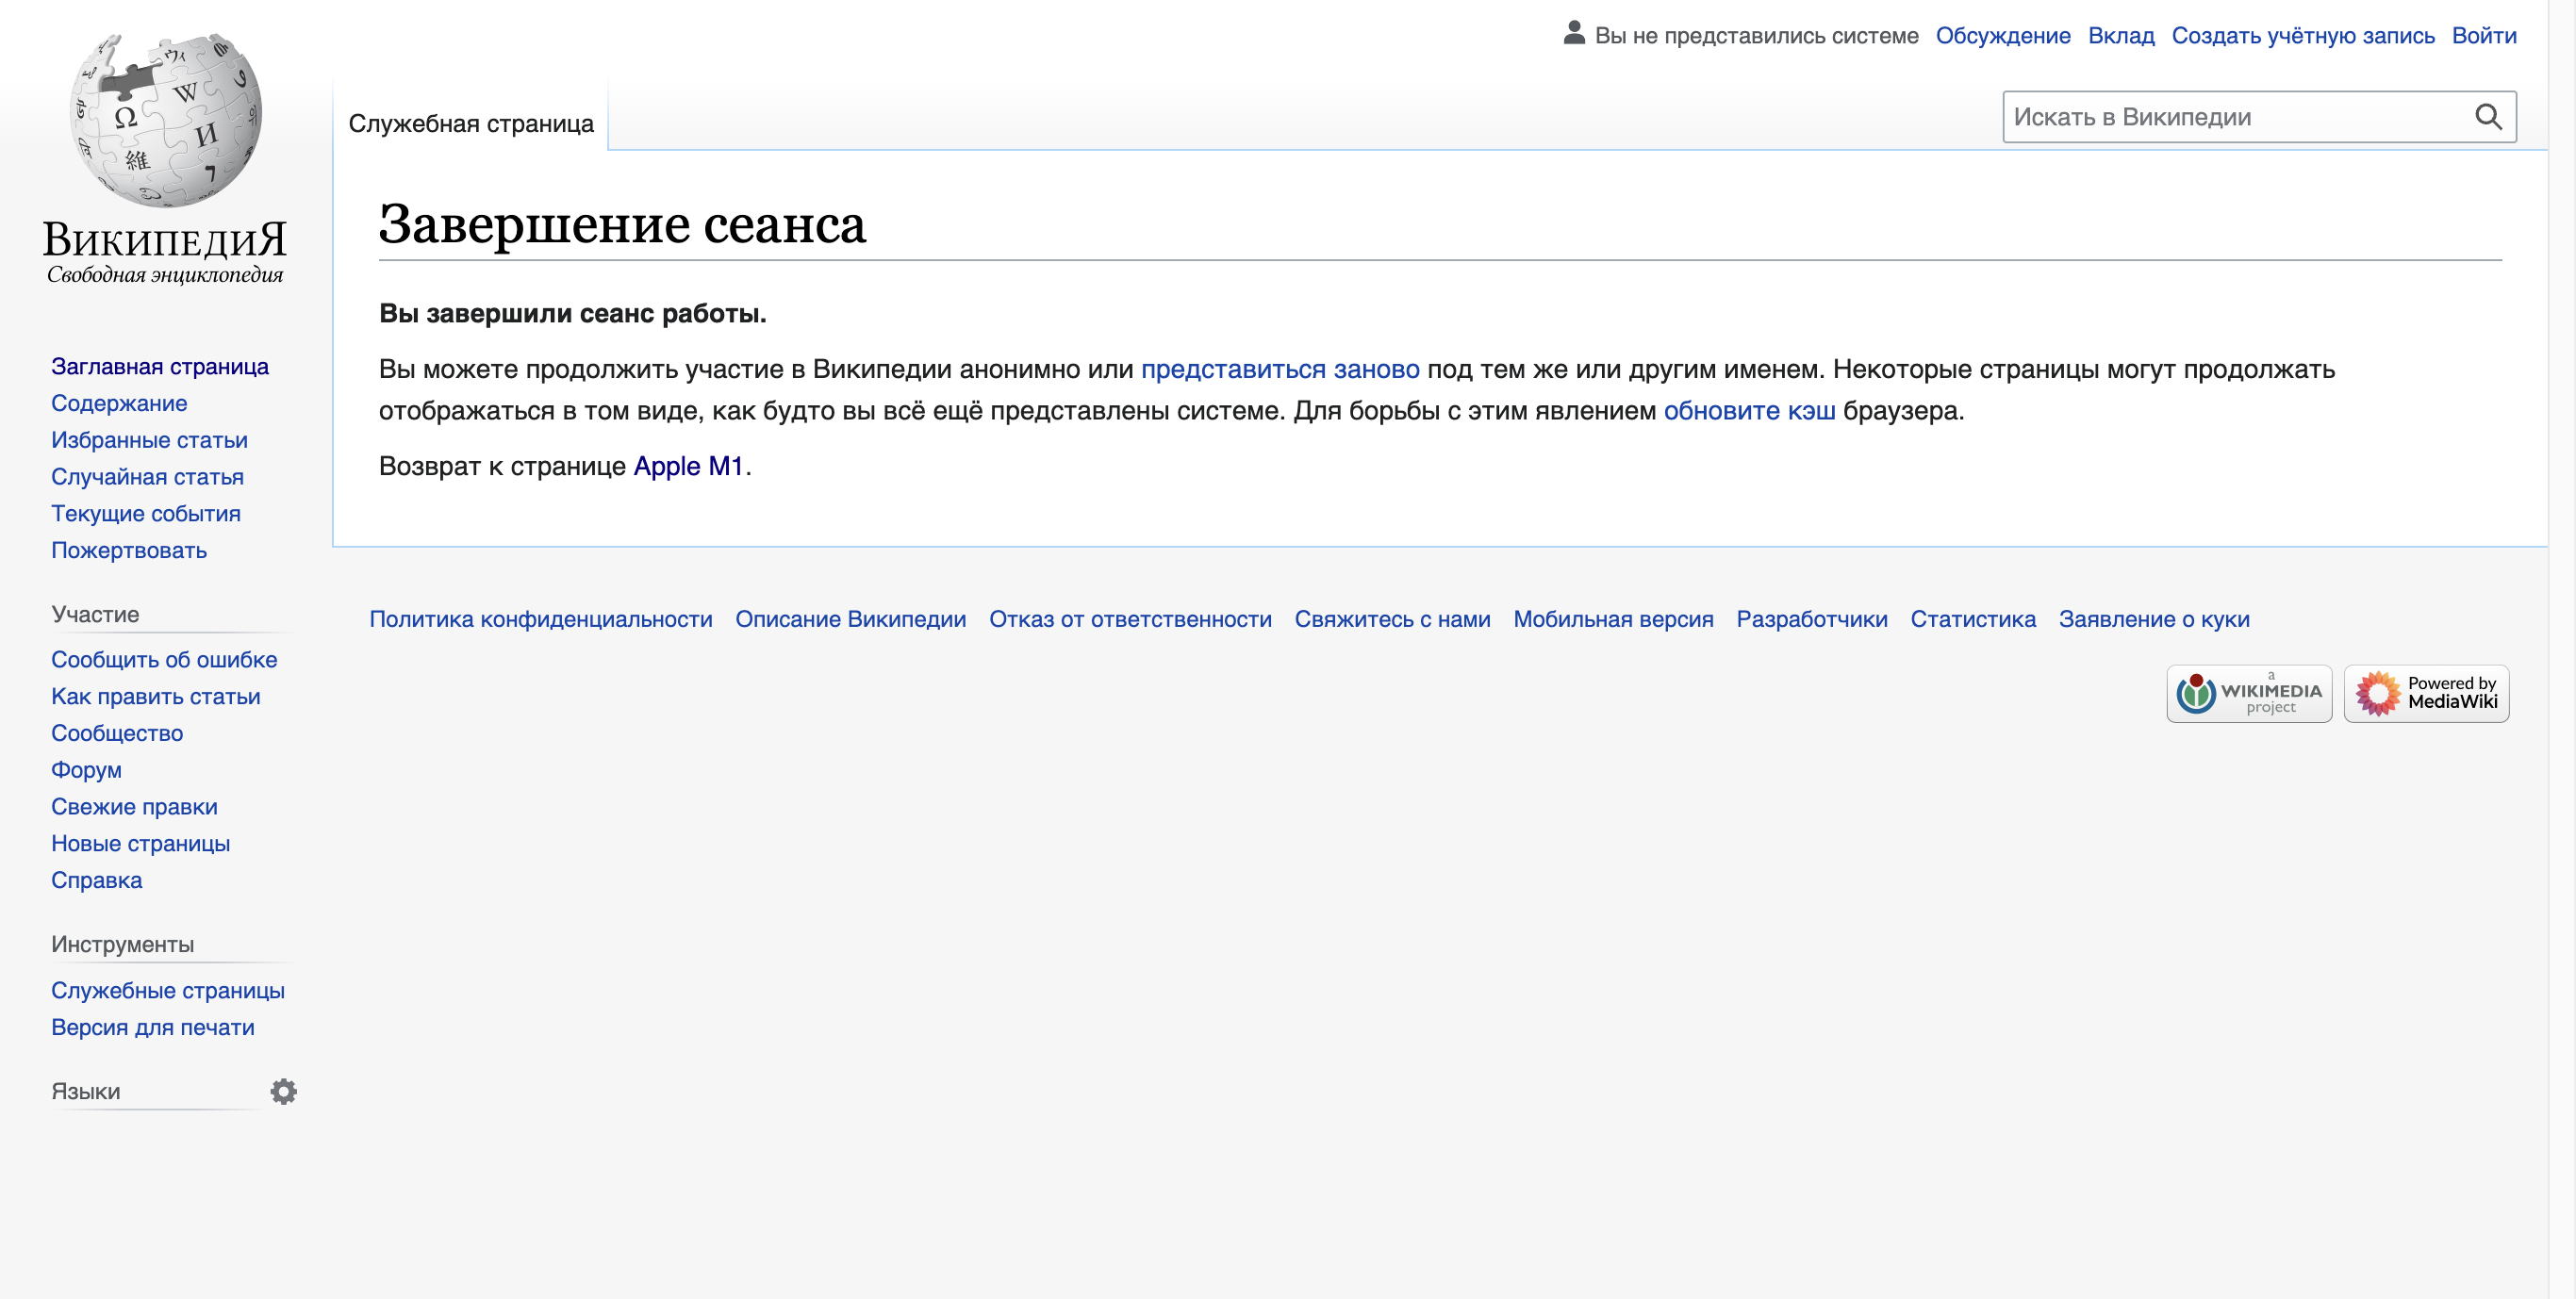 Вы не представились системе Обсуждение Вклад Создать учётную запись Войти
Служебная страница
Искать в Википедии
Ω W И 維 7
ВикипедиЯ
Свободная энциклопедия
Завершение сеанса
Вы завершили сеанс работы.
Вы можете продолжить участие в Википедии анонимно или представиться заново под тем же или другим именем. Некоторые страницы могут продолжать
отображаться в том виде, как будто вы всё ещё представлены системе. Для борьбы с этим явлением обновите кэш браузера.
Возврат к странице Apple M1.
Заглавная страница
Содержание
Избранные статьи
Случайная статья
Текущие события
Пожертвовать
Участие
Сообщить об ошибке
Как править статьи
Сообщество
Форум
Свежие правки
Новые страницы
Справка
Инструменты
Служебные страницы
Версия для печати
Языки
Политика конфиденциальности Описание Википедии Отказ от ответственности Свяжитесь с нами Мобильная версия Разработчики Статистика Заявление о куки
a
WIKIMEDIA
project
Powered by
MediaWiki